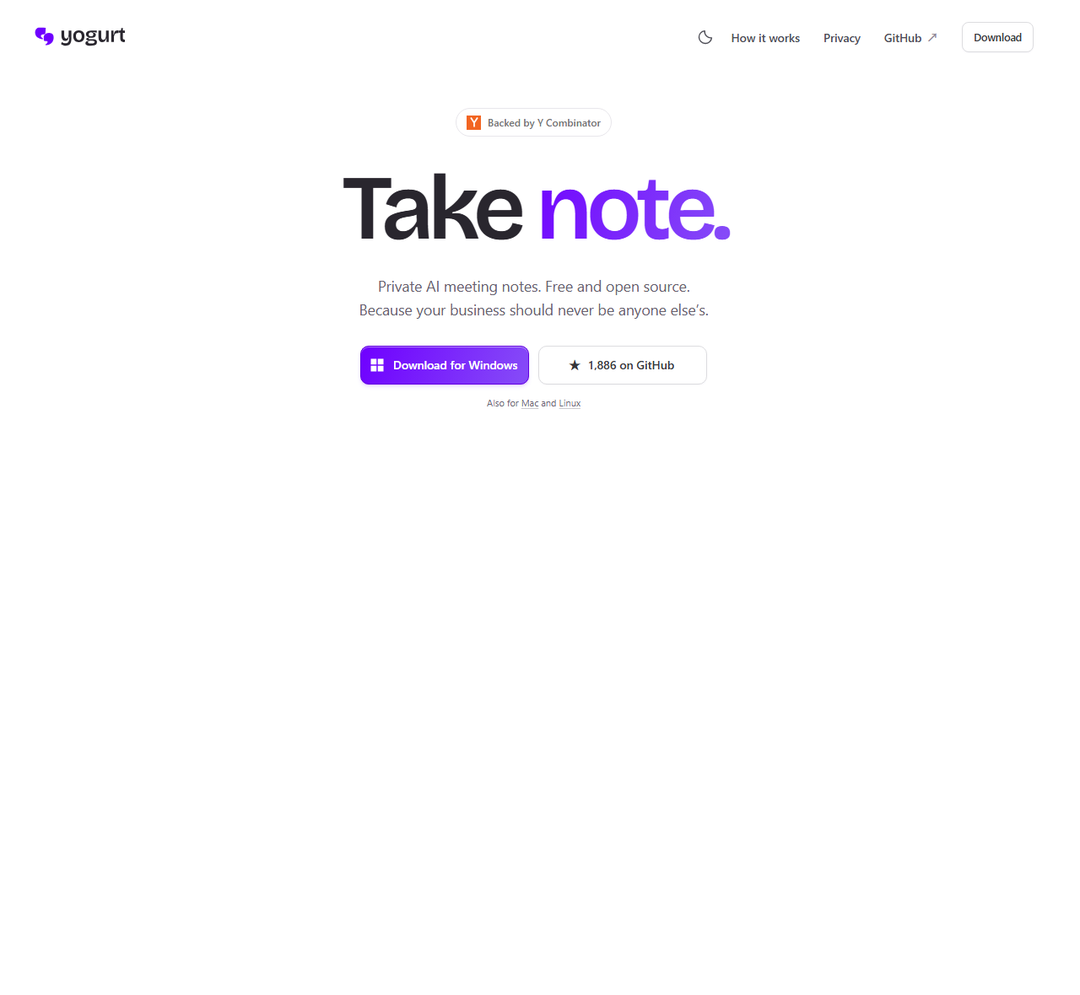 yogurt
How it works
Privacy
GitHub ↗
Download
Y Backed by Y Combinator
Take note.
Private AI meeting notes. Free and open source.
Because your business should never be anyone else’s.
Download for Windows
★ 1,886 on GitHub
Also for Mac and Linux